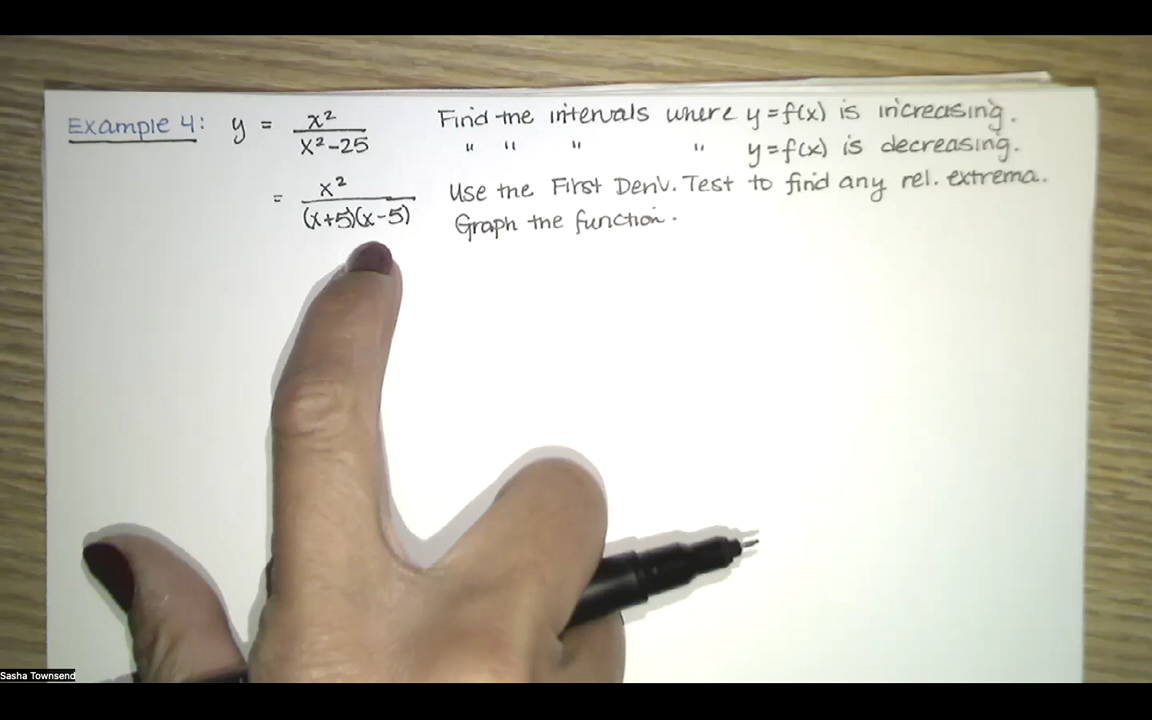 Example 4: y = x²/(x²-25) Find the intervals where y=f(x) is increasing.
" " " " y=f(x) is decreasing.
= x²/((x+5)(x-5)) Use the First Deriv. Test to find any rel. extrema.
Graph the function.
Sasha Townsend